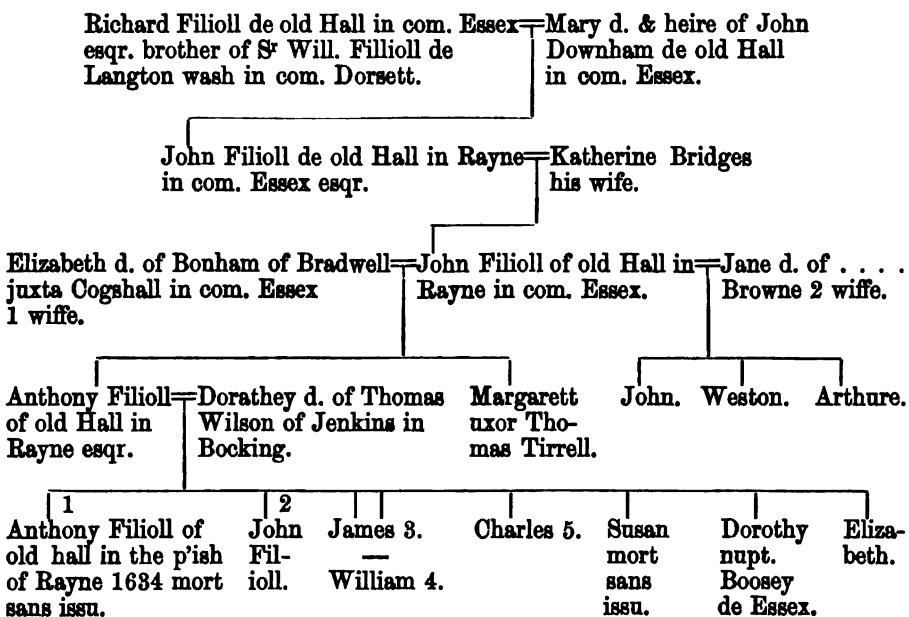 Richard Filioll de old Hall in com. Essex=Mary d. & heire of John
esqr. brother of Sr Will. Fillioll de Downham de old Hall
Langton wash in com. Dorsett. in com. Essex.
John Filioll de old Hall in Rayne=Katherine Bridges
in com. Essex esqr. his wife.
Elizabeth d. of Bonham of Bradwell=John Filioll of old Hall in=Jane d. of . . . .
juxta Cogshall in com. Essex Rayne in com. Essex. Browne 2 wiffe.
1 wiffe.
Anthony Filioll=Dorathey d. of Thomas Margarett John. Weston. Arthure.
of old Hall in Wilson of Jenkins in uxor Tho-
Rayne esqr. Bocking. mas Tirrell.
1 2
Anthony Filioll of John James 3. Charles 5. Susan Dorothy Eliza-
old hall in the p'ish Fil- — mort nupt. beth.
of Rayne 1634 mort ioll. William 4. sans Boosey
sans issu. issu. de Essex.